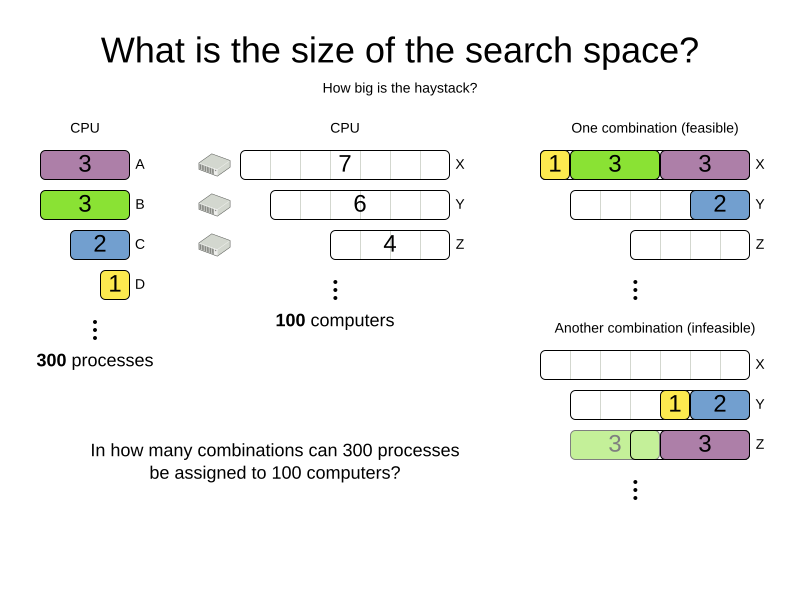 What is the size of the search space?
How big is the haystack?
CPU
3 A
3 B
2 C
1 D
300 processes
CPU
7 X
6 Y
4 Z
100 computers
One combination (feasible)
1 3 3 X
2 Y
Z
Another combination (infeasible)
X
1 2 Y
3 3 Z
In how many combinations can 300 processes
be assigned to 100 computers?